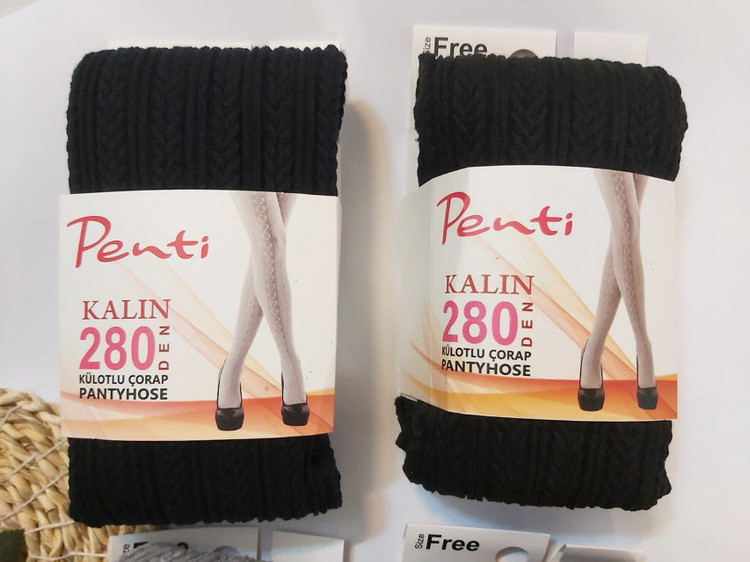 Penti
KALIN
280 DEN
KÜLOTLU ÇORAP
PANTYHOSE
Size Free
Penti
KALIN
280 DEN
KÜLOTLU ÇORAP
PANTYHOSE
Size Free